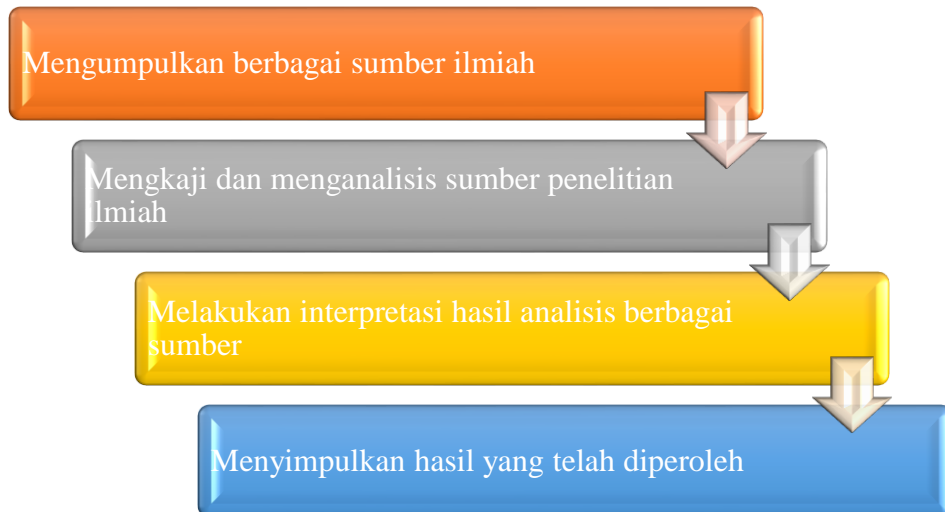 Mengumpulkan berbagai sumber ilmiah
Mengkaji dan menganalisis sumber penelitian
ilmiah
Melakukan interpretasi hasil analisis berbagai
sumber
Menyimpulkan hasil yang telah diperoleh